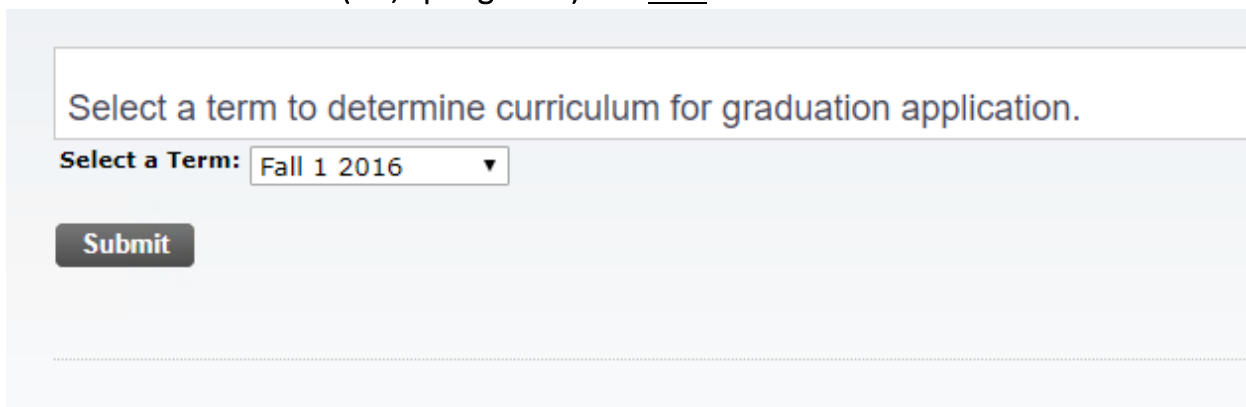 Select a term to determine curriculum for graduation application.
Select a Term: Fall 1 2016
Submit